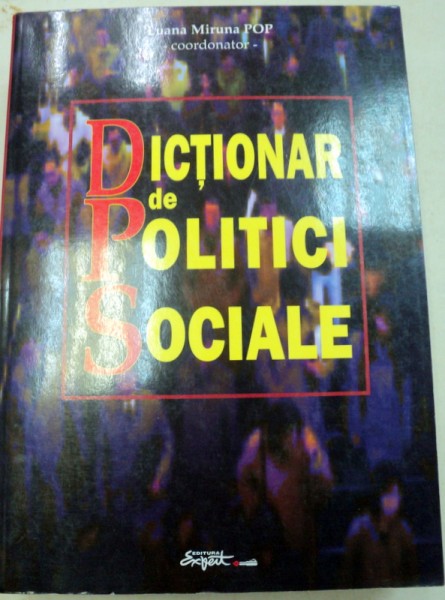 Luana Miruna POP
- coordonator -
DICȚIONAR
de
POLITICI
SOCIALE
EDITURA
Expert